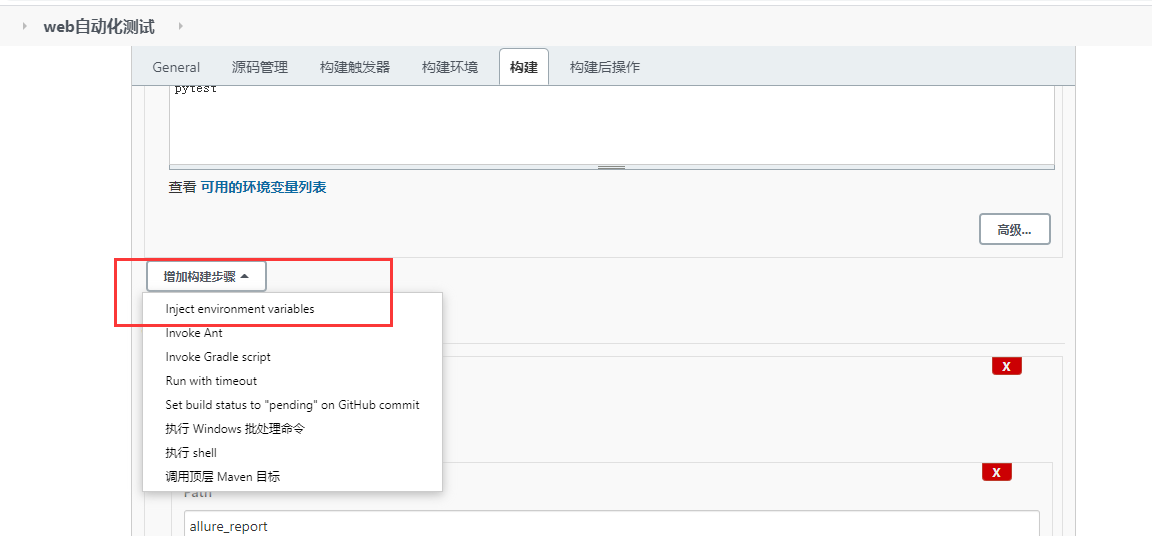 web自动化测试
General 源码管理 构建触发器 构建环境 构建 构建后操作
pytest
查看 可用的环境变量列表
高级...
增加构建步骤
Inject environment variables
Invoke Ant
Invoke Gradle script
X
Run with timeout
Set build status to "pending" on GitHub commit
执行 Windows 批处理命令
执行 shell
X
调用顶层 Maven 目标
Path
allure_report